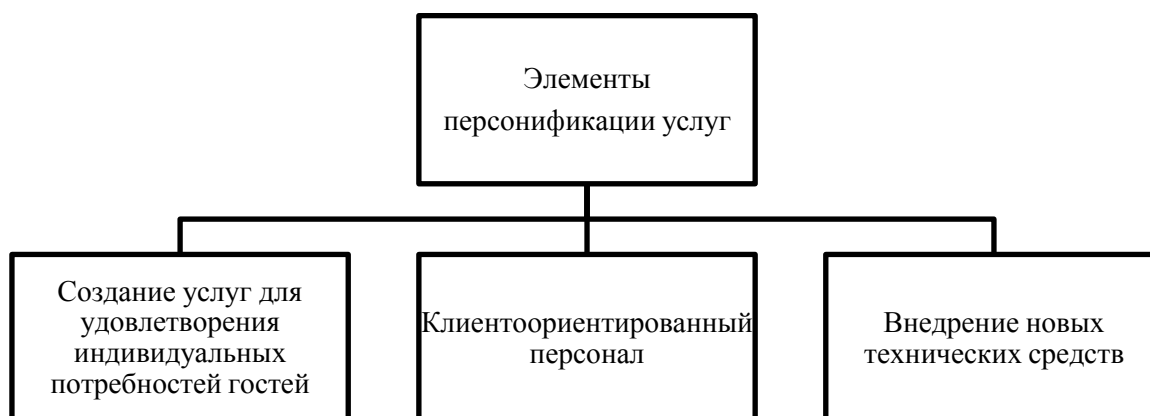 Элементы
персонификации услуг
Создание услуг для
удовлетворения
индивидуальных
потребностей гостей
Клиентоориентированный
персонал
Внедрение новых
технических средств